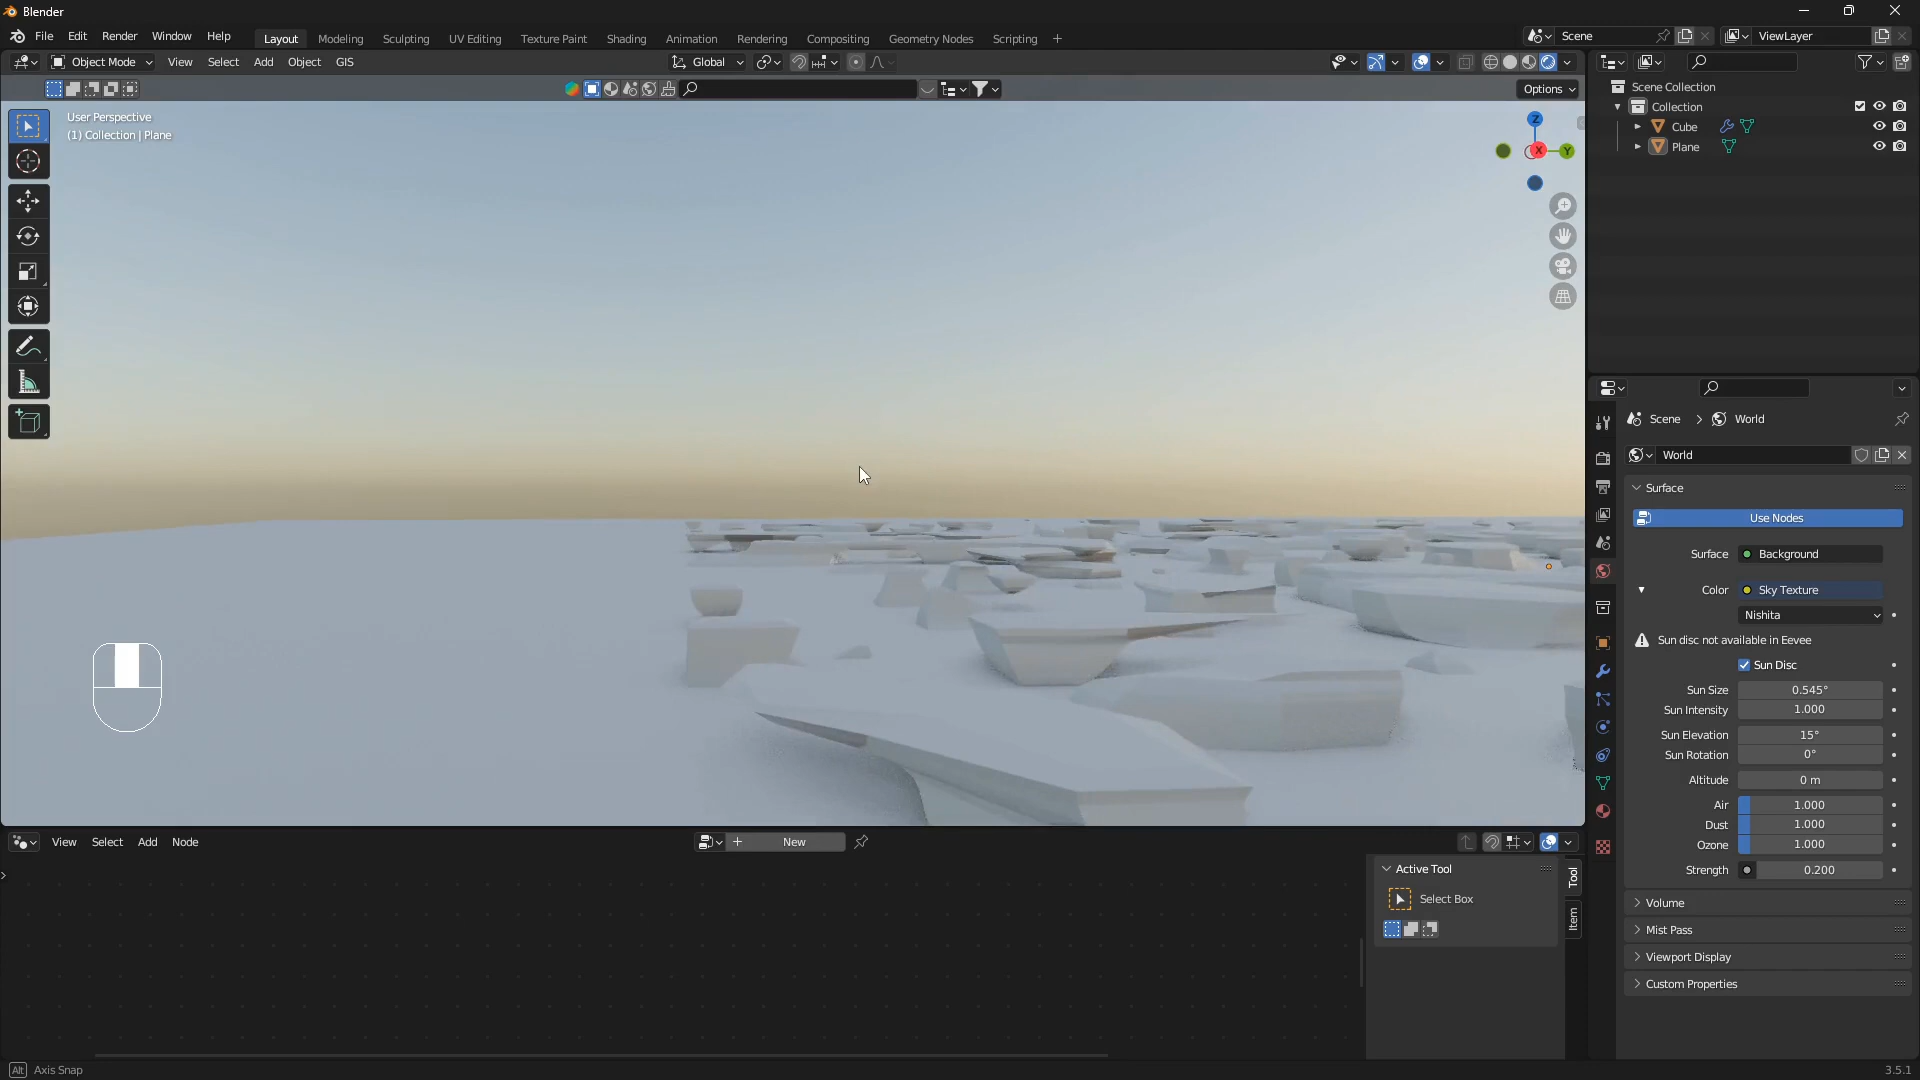 Blender
File Edit Render Window Help
Layout Modeling Sculpting UV Editing Texture Paint Shading Animation Rendering Compositing Geometry Nodes Scripting +
Scene
ViewLayer
Object Mode View Select Add Object GIS
Global
Options
User Perspective
(1) Collection | Plane
Z
X
Y
Scene Collection
Collection
Cube
Plane
Scene > World
World
Surface
Use Nodes
Surface Background
Color Sky Texture
Nishita
Sun disc not available in Eevee
Sun Disc
Sun Size 0.545°
Sun Intensity 1.000
Sun Elevation 15°
Sun Rotation 0°
Altitude 0 m
Air 1.000
Dust 1.000
Ozone 1.000
Strength 0.200
Volume
Mist Pass
Viewport Display
Custom Properties
View Select Add Node
New
Active Tool
Select Box
Tool
Item
Alt Axis Snap
3.5.1